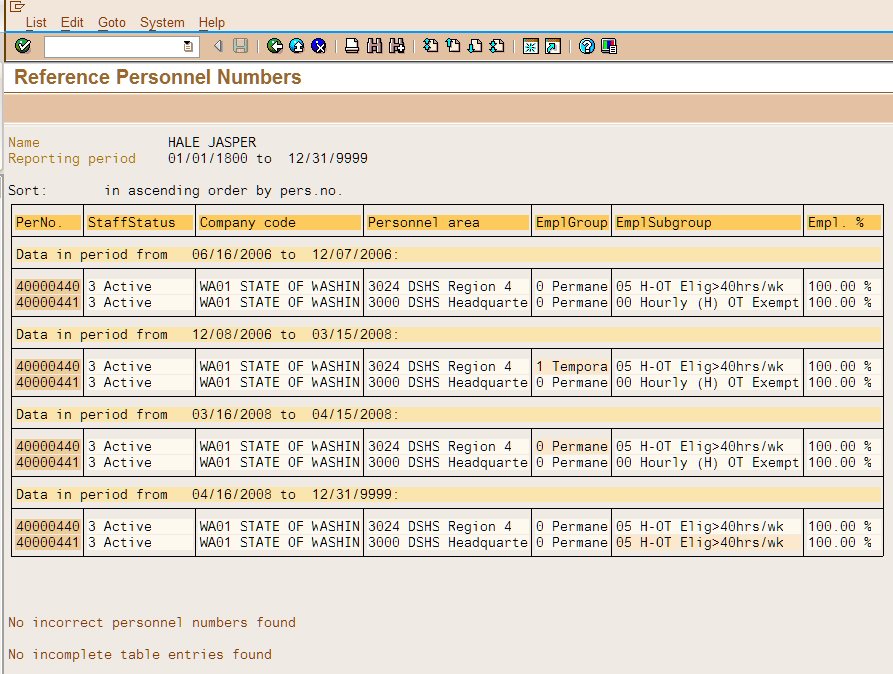 List Edit Goto System Help
Reference Personnel Numbers
Name HALE JASPER
Reporting period 01/01/1800 to 12/31/9999
Sort: in ascending order by pers.no.
PerNo. StaffStatus Company code Personnel area EmplGroup EmplSubgroup Empl. %
Data in period from 06/16/2006 to 12/07/2006:
40000440 3 Active WA01 STATE OF WASHIN 3024 DSHS Region 4 0 Permane 05 H-OT Elig>40hrs/wk 100.00 %
40000441 3 Active WA01 STATE OF WASHIN 3000 DSHS Headquarte 0 Permane 00 Hourly (H) OT Exempt 100.00 %
Data in period from 12/08/2006 to 03/15/2008:
40000440 3 Active WA01 STATE OF WASHIN 3024 DSHS Region 4 1 Tempora 05 H-OT Elig>40hrs/wk 100.00 %
40000441 3 Active WA01 STATE OF WASHIN 3000 DSHS Headquarte 0 Permane 00 Hourly (H) OT Exempt 100.00 %
Data in period from 03/16/2008 to 04/15/2008:
40000440 3 Active WA01 STATE OF WASHIN 3024 DSHS Region 4 0 Permane 05 H-OT Elig>40hrs/wk 100.00 %
40000441 3 Active WA01 STATE OF WASHIN 3000 DSHS Headquarte 0 Permane 00 Hourly (H) OT Exempt 100.00 %
Data in period from 04/16/2008 to 12/31/9999:
40000440 3 Active WA01 STATE OF WASHIN 3024 DSHS Region 4 0 Permane 05 H-OT Elig>40hrs/wk 100.00 %
40000441 3 Active WA01 STATE OF WASHIN 3000 DSHS Headquarte 0 Permane 05 H-OT Elig>40hrs/wk 100.00 %
No incorrect personnel numbers found
No incomplete table entries found